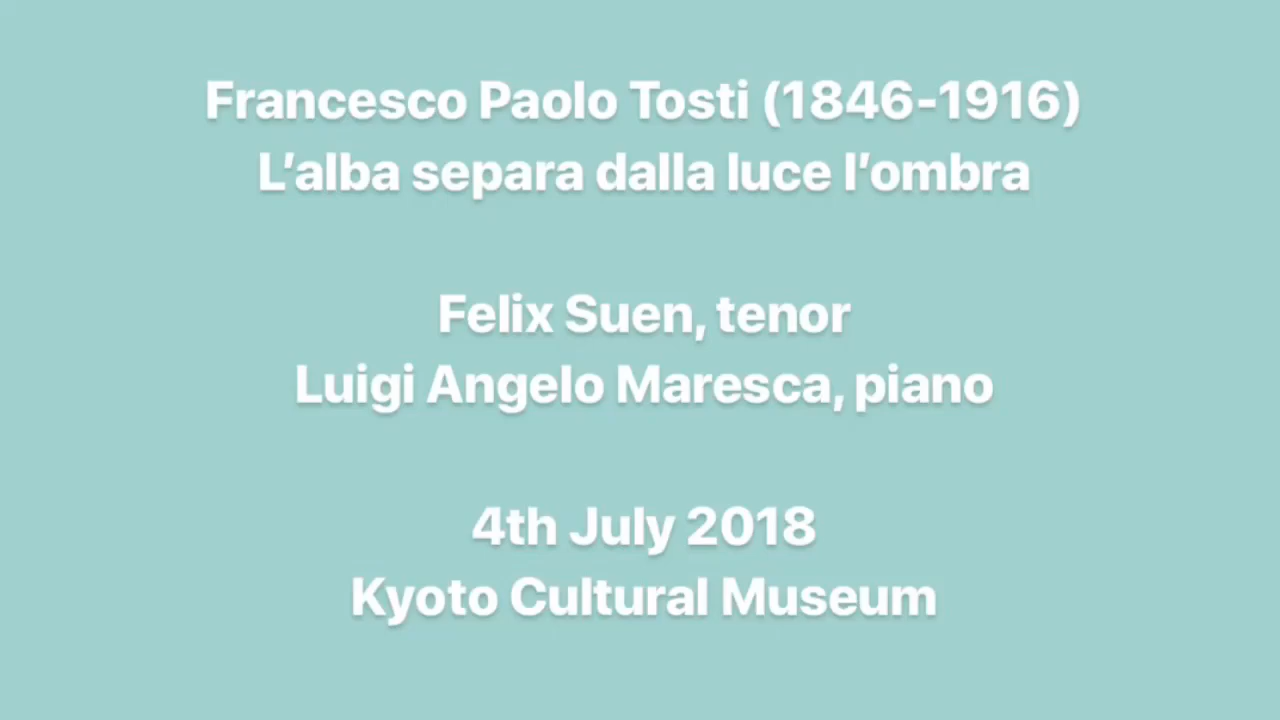 Francesco Paolo Tosti (1846-1916)
L’alba separa dalla luce l’ombra
Felix Suen, tenor
Luigi Angelo Maresca, piano
4th July 2018
Kyoto Cultural Museum